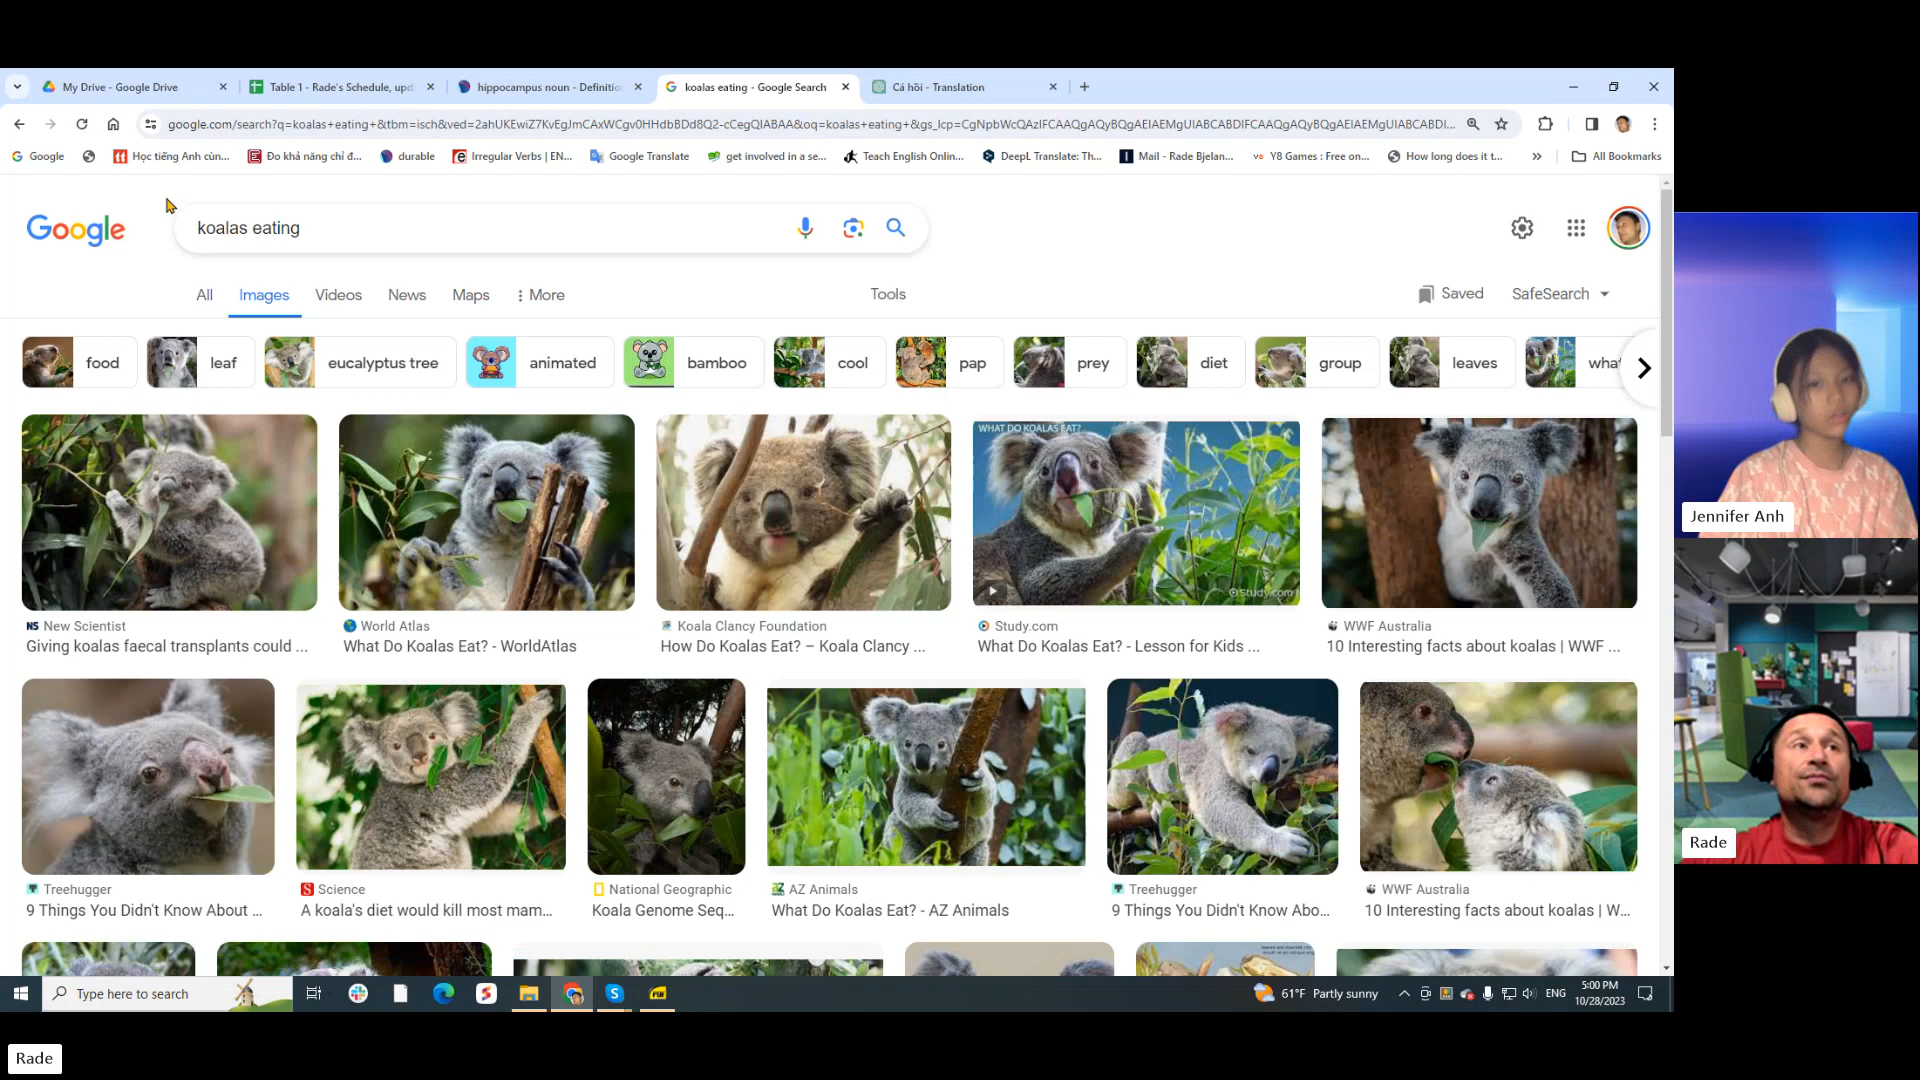 My Drive - Google Drive
Table 1 - Rade's Schedule, upd
hippocampus noun - Definitio
koalas eating - Google Search
Cá hồi - Translation
google.com/search?q=koalas+eating+&tbm=isch&ved=2ahUKEwiZ7KvEgJmCAxWCgv0HHdbBDd8Q2-cCegQIABAA&oq=koalas+eating+&gs_lcp=CgNpbWcQAzIFCAAQgAQyBQgAEIAEMgUIABCABDIFCAAQgAQyBQgAEIAEMgUIABCABDI...
Google
Học tiếng Anh cùn...
Đo khả năng chỉ đ...
durable
Irregular Verbs | EN...
Google Translate
get involved in a se...
Teach English Onlin...
DeepL Translate: Th...
Mail - Rade Bjelan...
Y8 Games : Free on...
How long does it t...
All Bookmarks
Google
koalas eating
All
Images
Videos
News
Maps
More
Tools
Saved
SafeSearch
food
leaf
eucalyptus tree
animated
bamboo
cool
pap
prey
diet
group
leaves
what
WHAT DO KOALAS EAT?
Study.com
New Scientist
Giving koalas faecal transplants could ...
World Atlas
What Do Koalas Eat? - WorldAtlas
Koala Clancy Foundation
How Do Koalas Eat? – Koala Clancy ...
Study.com
What Do Koalas Eat? - Lesson for Kids ...
WWF Australia
10 Interesting facts about koalas | WWF ...
Treehugger
9 Things You Didn't Know About ...
Science
A koala's diet would kill most mam...
National Geographic
Koala Genome Seq...
AZ Animals
What Do Koalas Eat? - AZ Animals
Treehugger
9 Things You Didn't Know Abo...
WWF Australia
10 Interesting facts about koalas | W...
Jennifer Anh
Rade
Type here to search
61°F Partly sunny
ENG
5:00 PM
10/28/2023
Rade